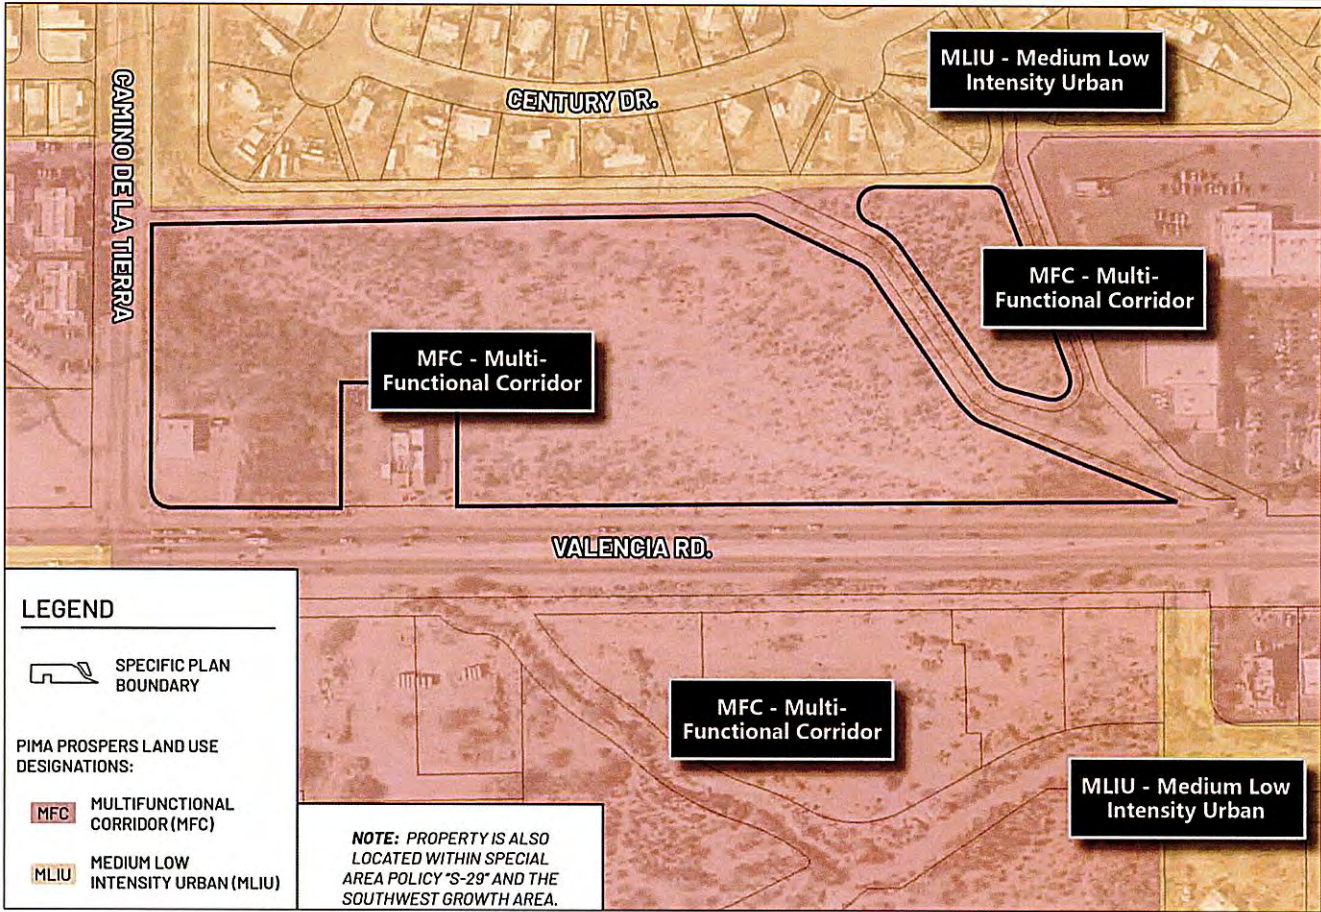 MLIU - Medium Low
Intensity Urban
CENTURY DR.
CAMINO DE LA TIERRA
MFC - Multi-
Functional Corridor
MFC - Multi-
Functional Corridor
VALENCIA RD.
MFC - Multi-
Functional Corridor
MLIU - Medium Low
Intensity Urban
LEGEND
SPECIFIC PLAN
BOUNDARY
PIMA PROSPERS LAND USE
DESIGNATIONS:
MFC
MULTIFUNCTIONAL
CORRIDOR (MFC)
MLIU
MEDIUM LOW
INTENSITY URBAN (MLIU)
NOTE: PROPERTY IS ALSO
LOCATED WITHIN SPECIAL
AREA POLICY "S-29" AND THE
SOUTHWEST GROWTH AREA.